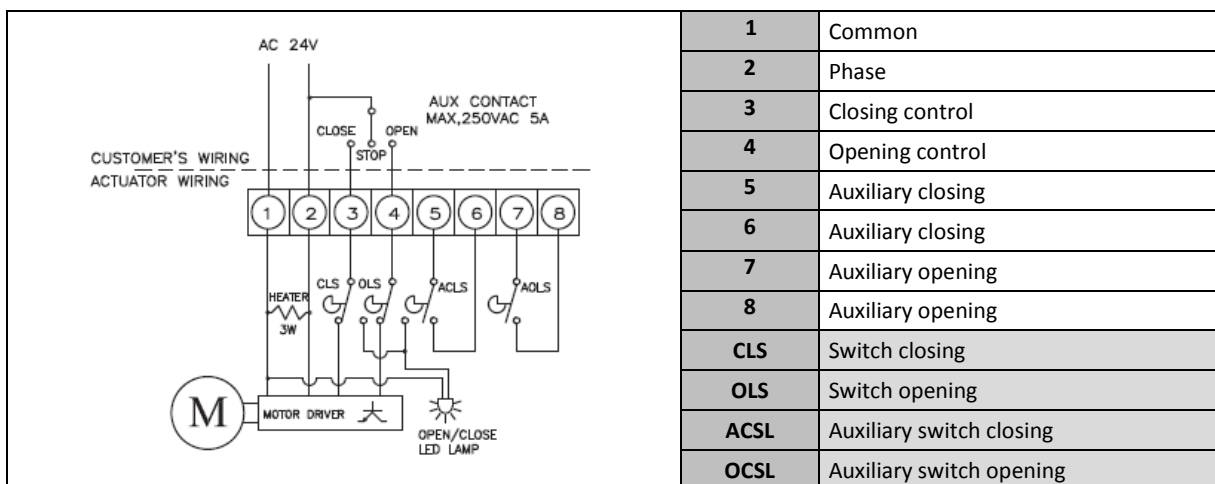 AC 24V
AUX CONTACT
MAX,250VAC 5A
CLOSE OPEN
STOP
CUSTOMER'S WIRING
ACTUATOR WIRING
1 2 3 4 5 6 7 8
CLS OLS ACLS AOLS
HEATER
3W
M
MOTOR DRIVER
OPEN/CLOSE
LED LAMP
1 Common
2 Phase
3 Closing control
4 Opening control
5 Auxiliary closing
6 Auxiliary closing
7 Auxiliary opening
8 Auxiliary opening
CLS Switch closing
OLS Switch opening
ACSL Auxiliary switch closing
OCSL Auxiliary switch opening